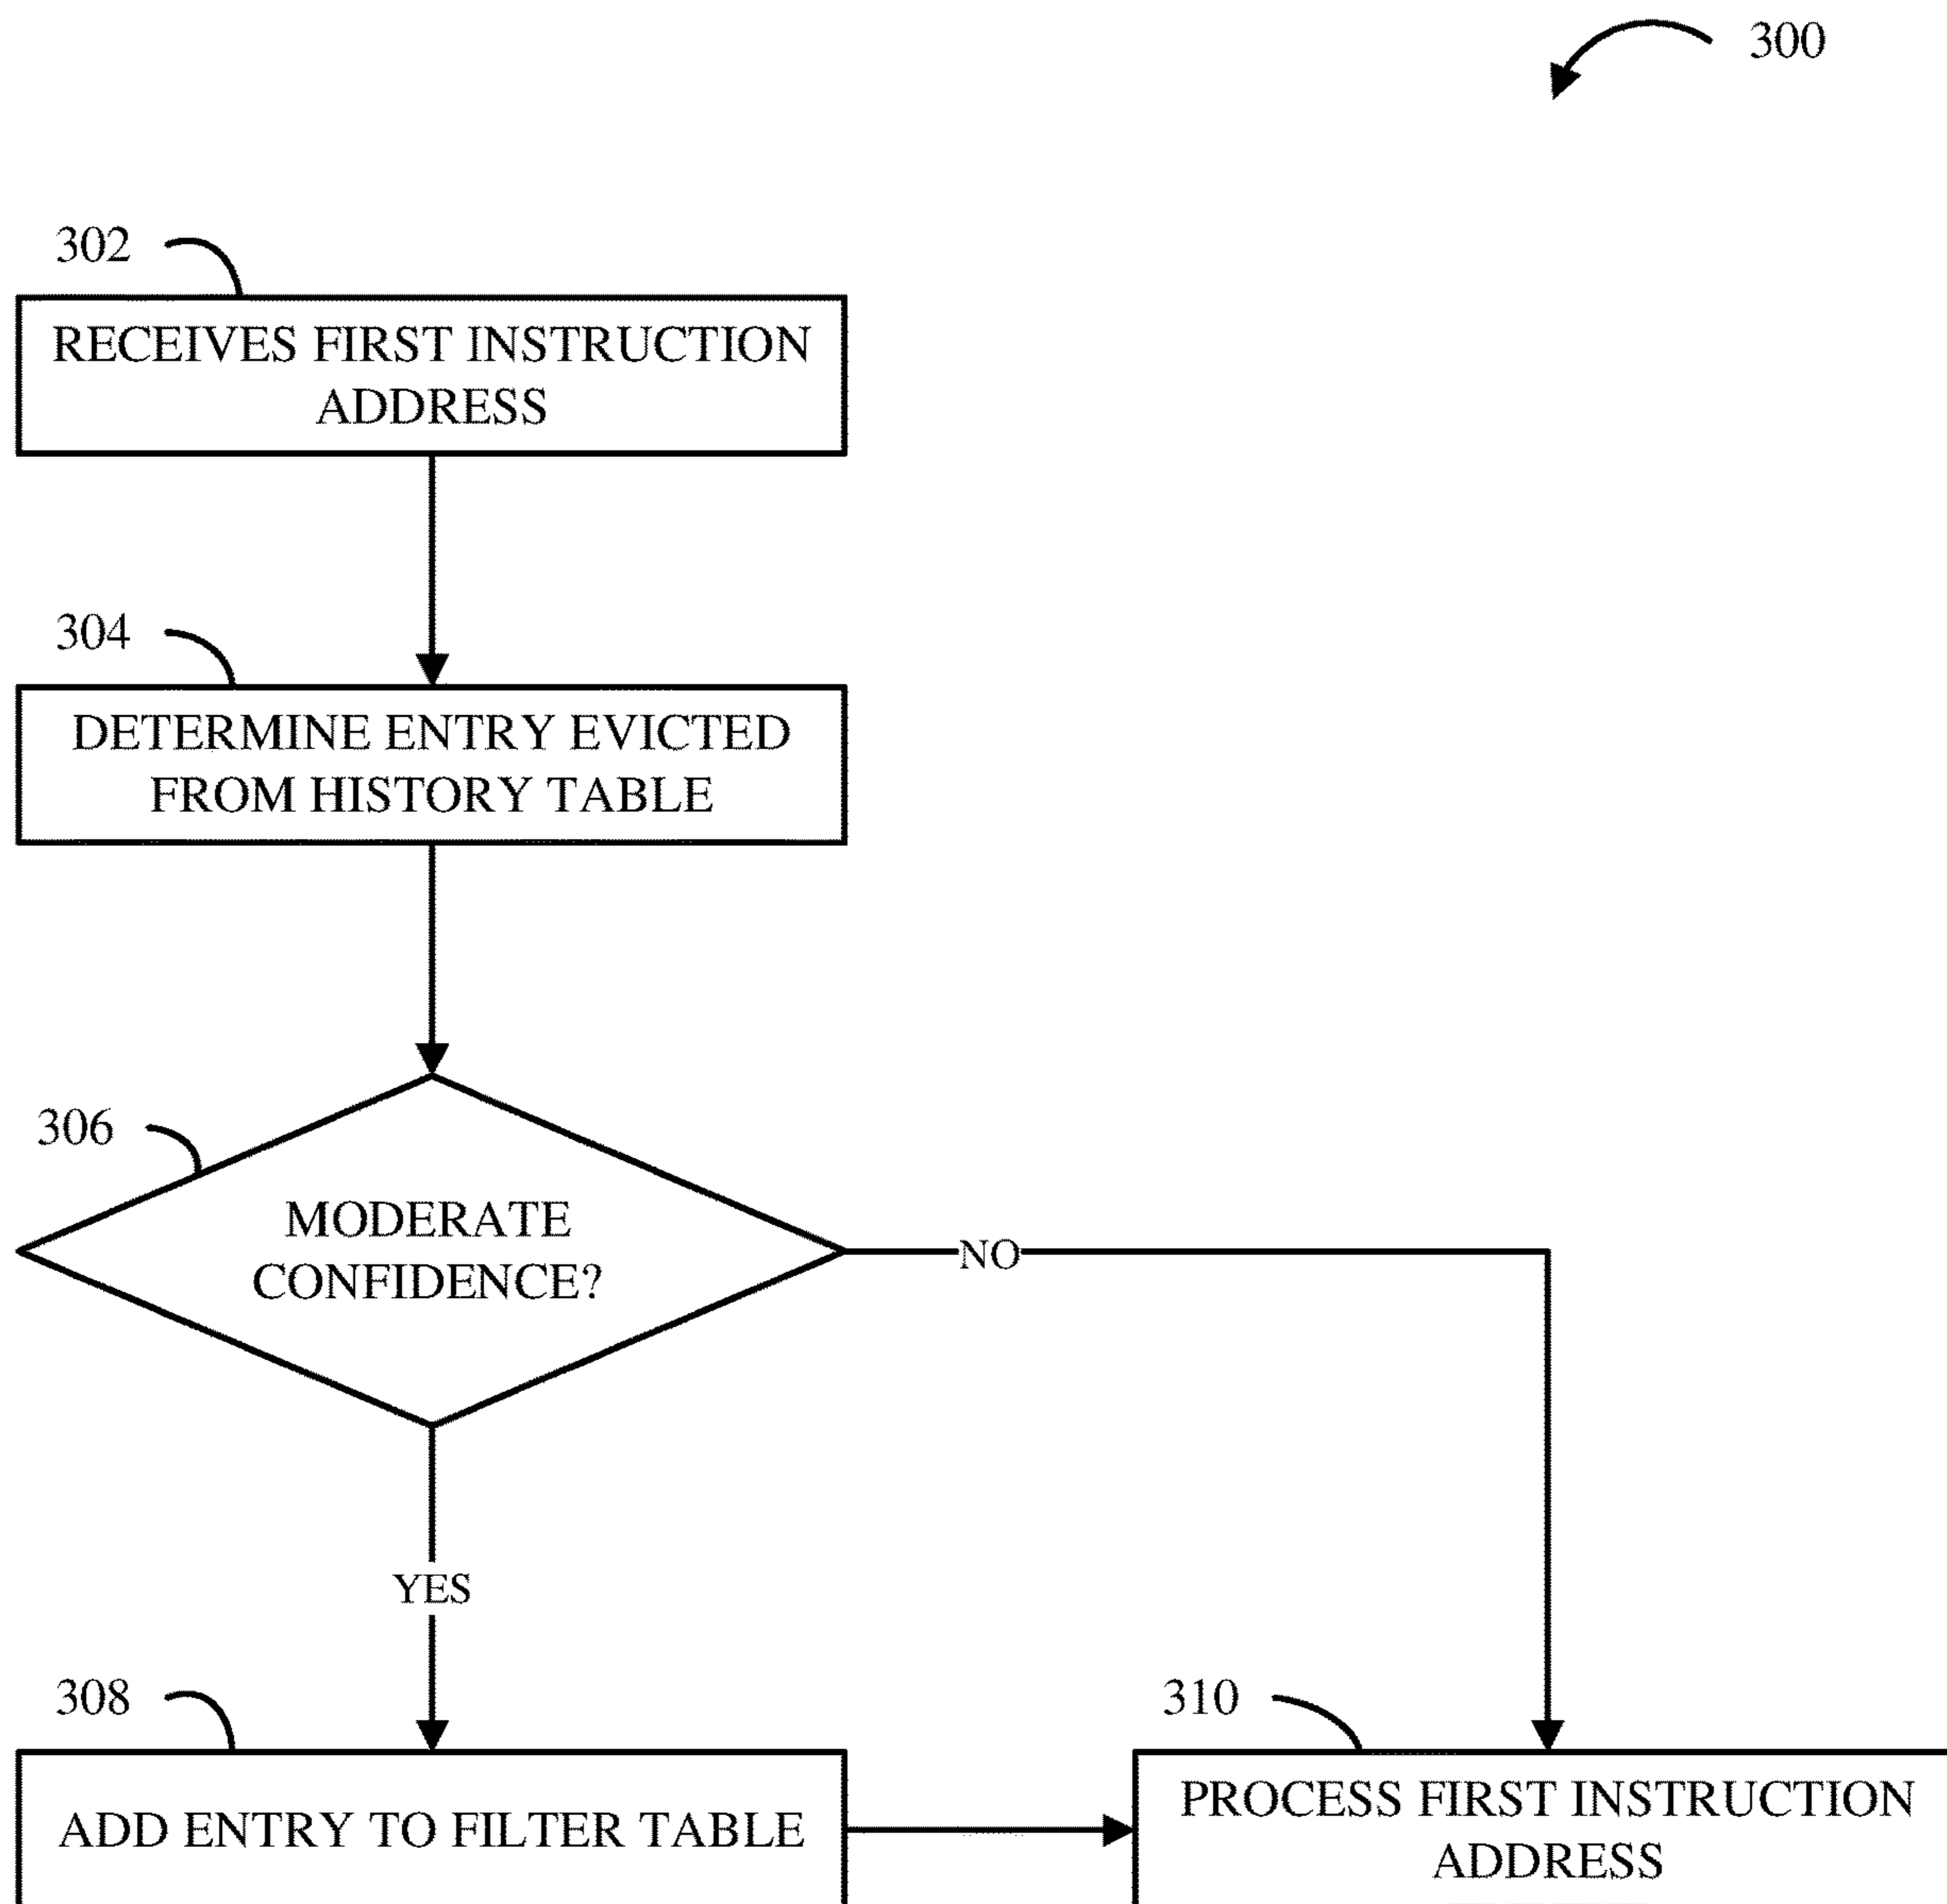 300
302
RECEIVES FIRST INSTRUCTION
ADDRESS
304
DETERMINE ENTRY EVICTED
FROM HISTORY TABLE
306
MODERATE
CONFIDENCE?
NO
YES
308
ADD ENTRY TO FILTER TABLE
310
PROCESS FIRST INSTRUCTION
ADDRESS